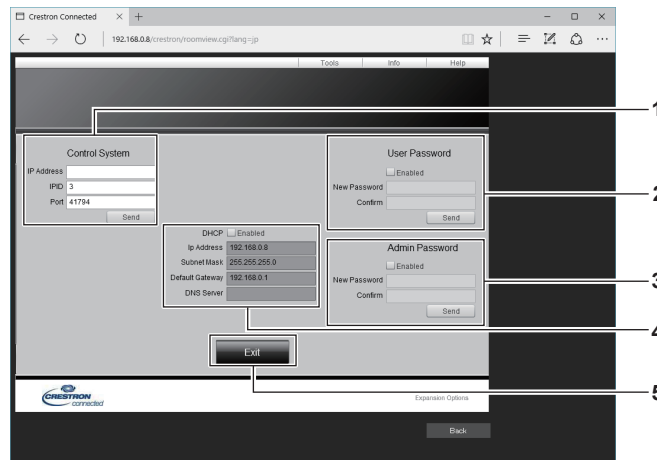 Crestron Connected
192.168.0.8/crestron/roomview.cgi?lang=jp
Tools Info Help
1
Control System
IP Address
IPID 3
Port 41794
Send
User Password
Enabled
New Password
Confirm
Send
2
DHCP Enabled
Ip Address 192.168.0.8
Subnet Mask 255.255.255.0
Default Gateway 192.168.0.1
DNS Server
Admin Password
Enabled
New Password
Confirm
Send
3
4
Exit
5
CRESTRON
connected
Expansion Options
Back